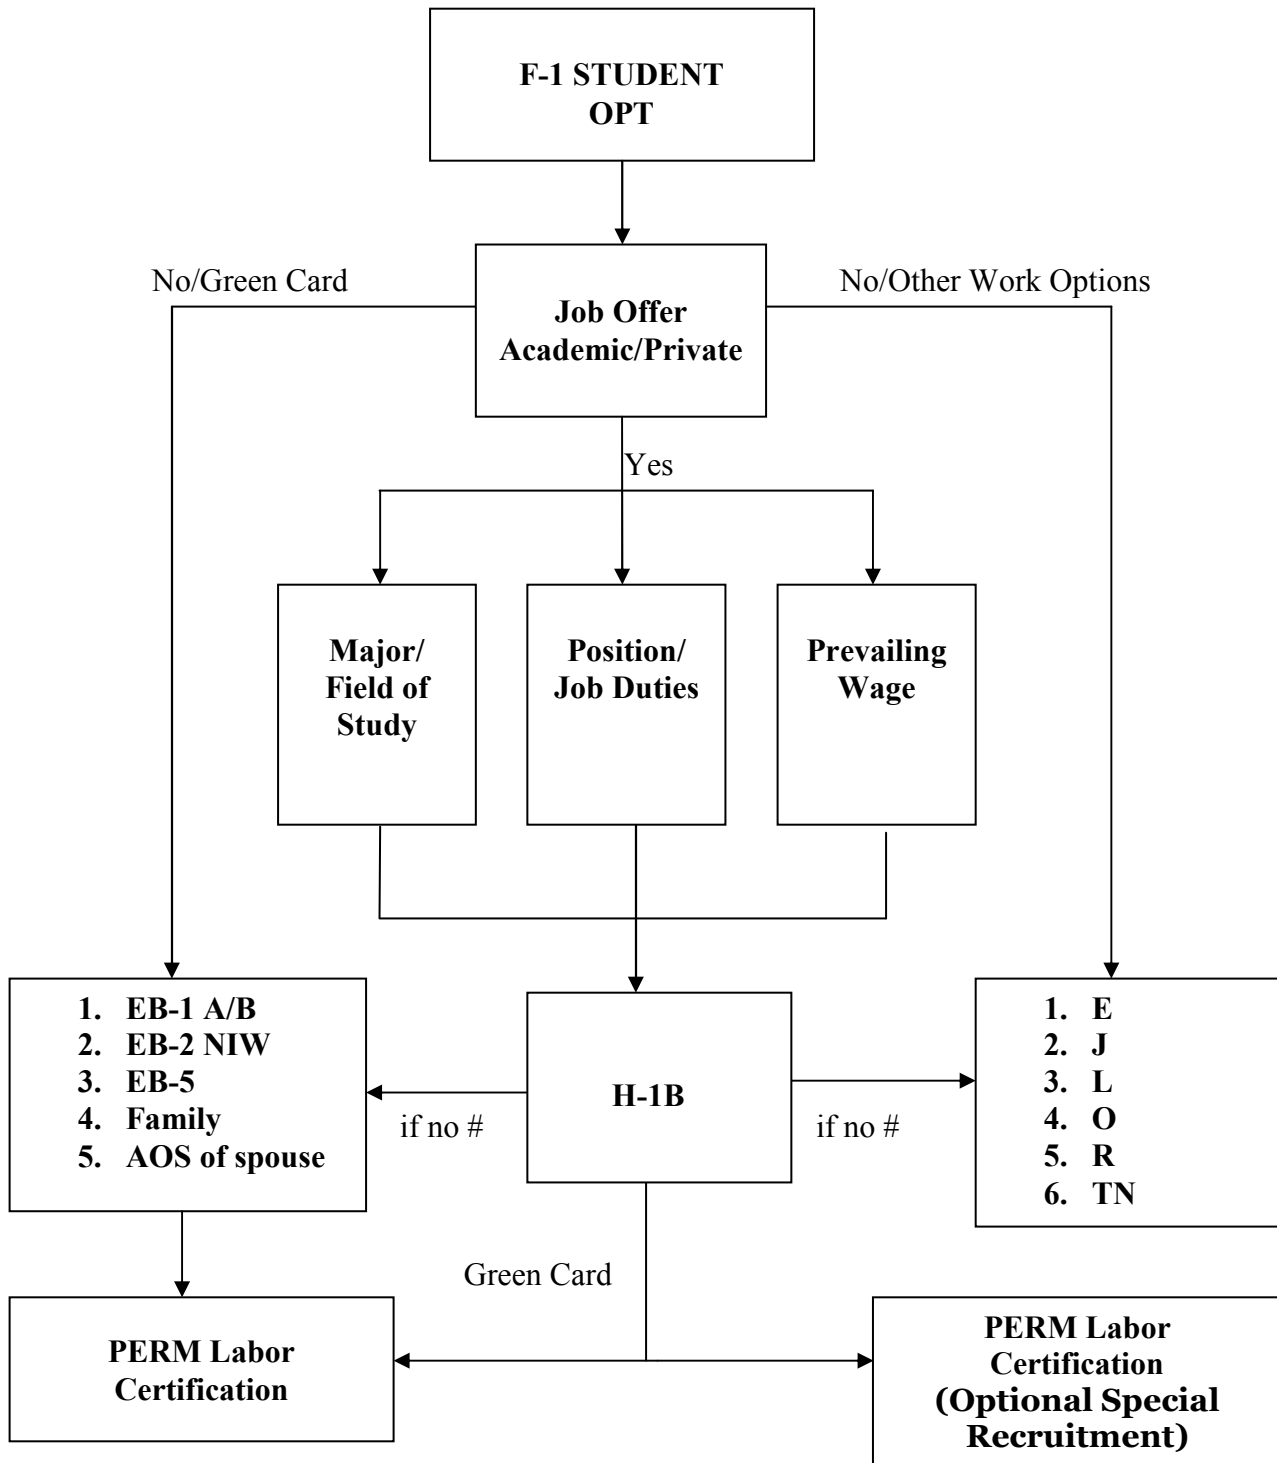 F-1 STUDENT
OPT
No/Green Card
No/Other Work Options
Job Offer
Academic/Private
Yes
Major/
Field of
Study
Position/
Job Duties
Prevailing
Wage
1. EB-1 A/B
2. EB-2 NIW
3. EB-5
4. Family
5. AOS of spouse
if no #
H-1B
if no #
1. E
2. J
3. L
4. O
5. R
6. TN
Green Card
PERM Labor
Certification
PERM Labor
Certification
(Optional Special
Recruitment)